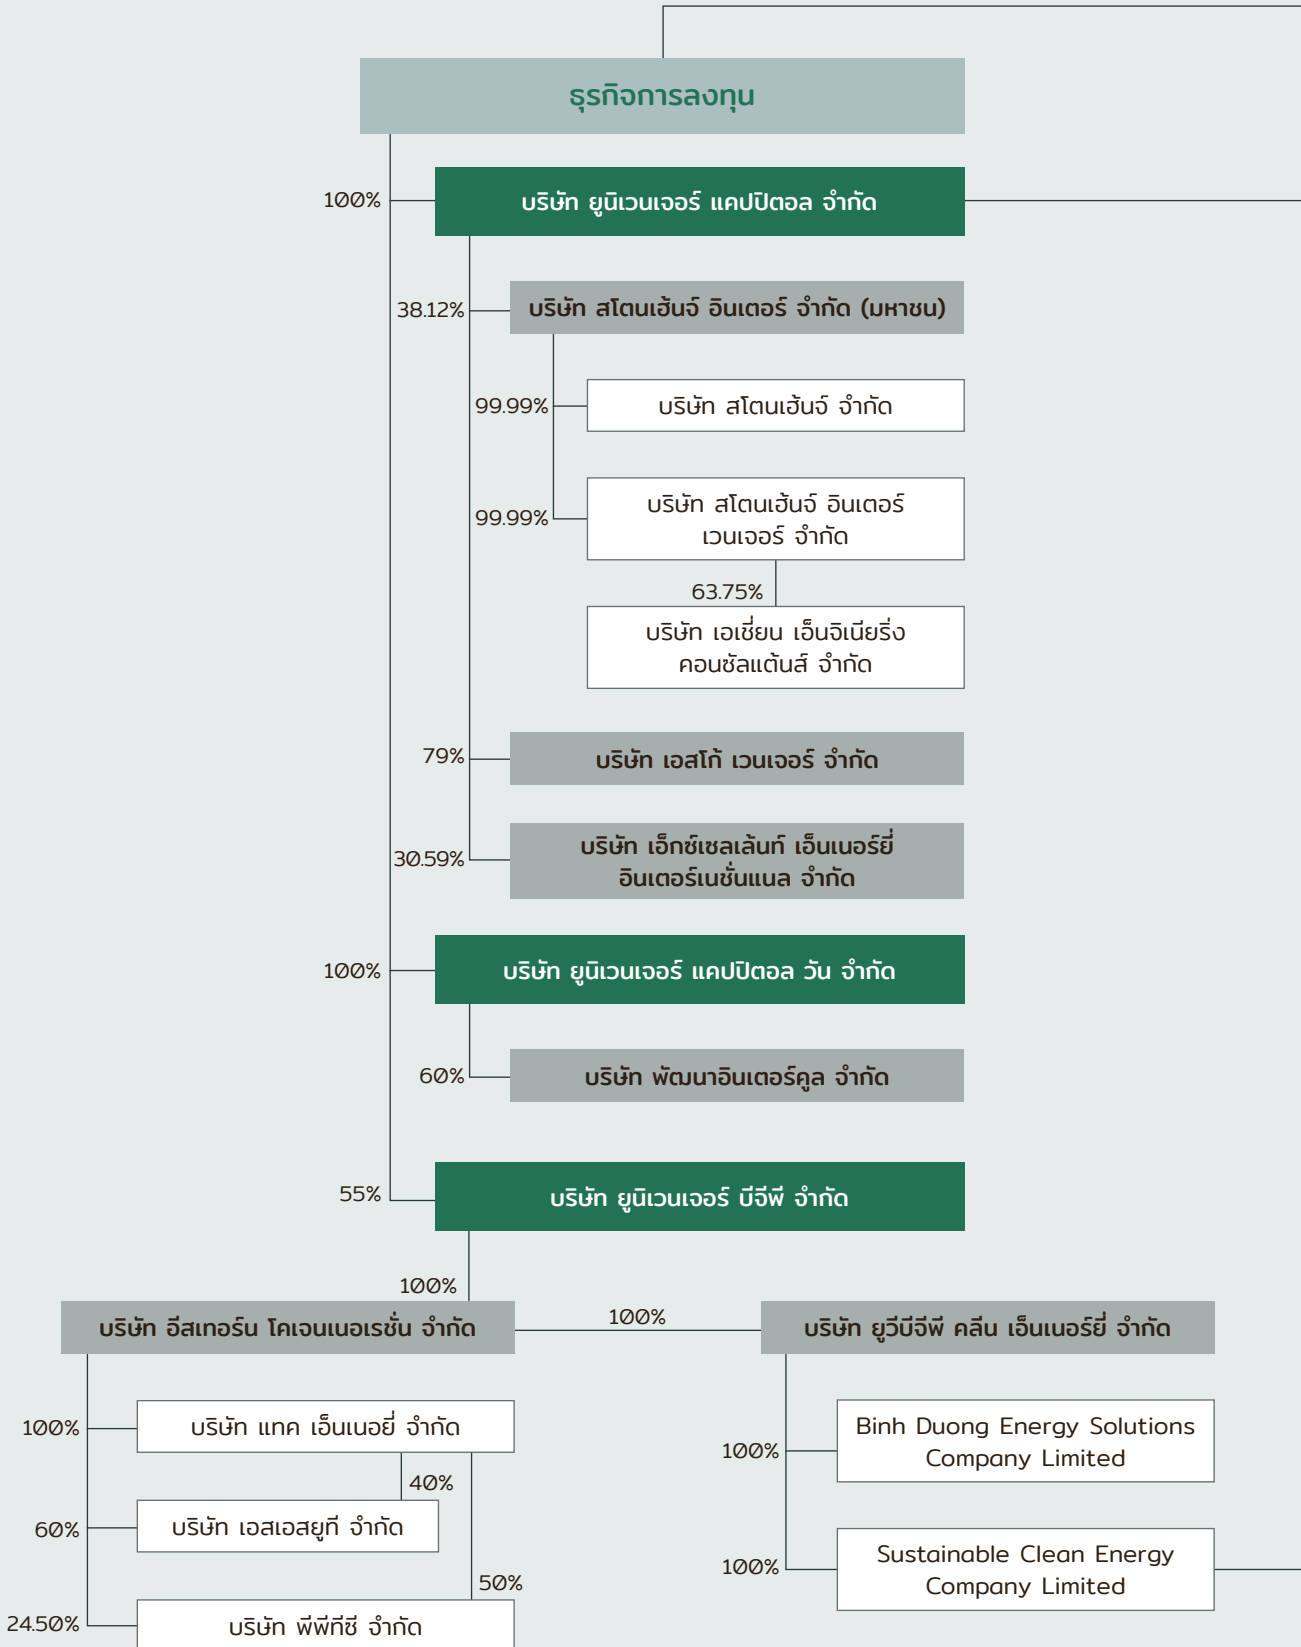 ธุรกิจการลงทุน
100%
บริษัท ยูนิเวนเจอร์ แคปปิตอล จำกัด
38.12%
บริษัท สโตนเฮ้นจ์ อินเตอร์ จำกัด (มหาชน)
99.99%
บริษัท สโตนเฮ้นจ์ จำกัด
99.99%
บริษัท สโตนเฮ้นจ์ อินเตอร์
เวนเจอร์ จำกัด
63.75%
บริษัท เอเชี่ยน เอ็นจิเนียริ่ง
คอนซัลแต้นส์ จำกัด
79%
บริษัท เอสโก้ เวนเจอร์ จำกัด
30.59%
บริษัท เอ็กซ์เซลเล้นท์ เอ็นเนอร์ยี่
อินเตอร์เนชั่นแนล จำกัด
100%
บริษัท ยูนิเวนเจอร์ แคปปิตอล วัน จำกัด
60%
บริษัท พัฒนาอินเตอร์คูล จำกัด
55%
บริษัท ยูนิเวนเจอร์ บีจีพี จำกัด
100%
บริษัท อีสเทอร์น โคเจนเนอเรชั่น จำกัด
100%
บริษัท ยูวีบีจีพี คลีน เอ็นเนอร์ยี่ จำกัด
100%
บริษัท แทค เอ็นเนอยี่ จำกัด
40%
60%
บริษัท เอสเอสยูที จำกัด
50%
24.50%
บริษัท พีพีทีซี จำกัด
100%
Binh Duong Energy Solutions
Company Limited
100%
Sustainable Clean Energy
Company Limited